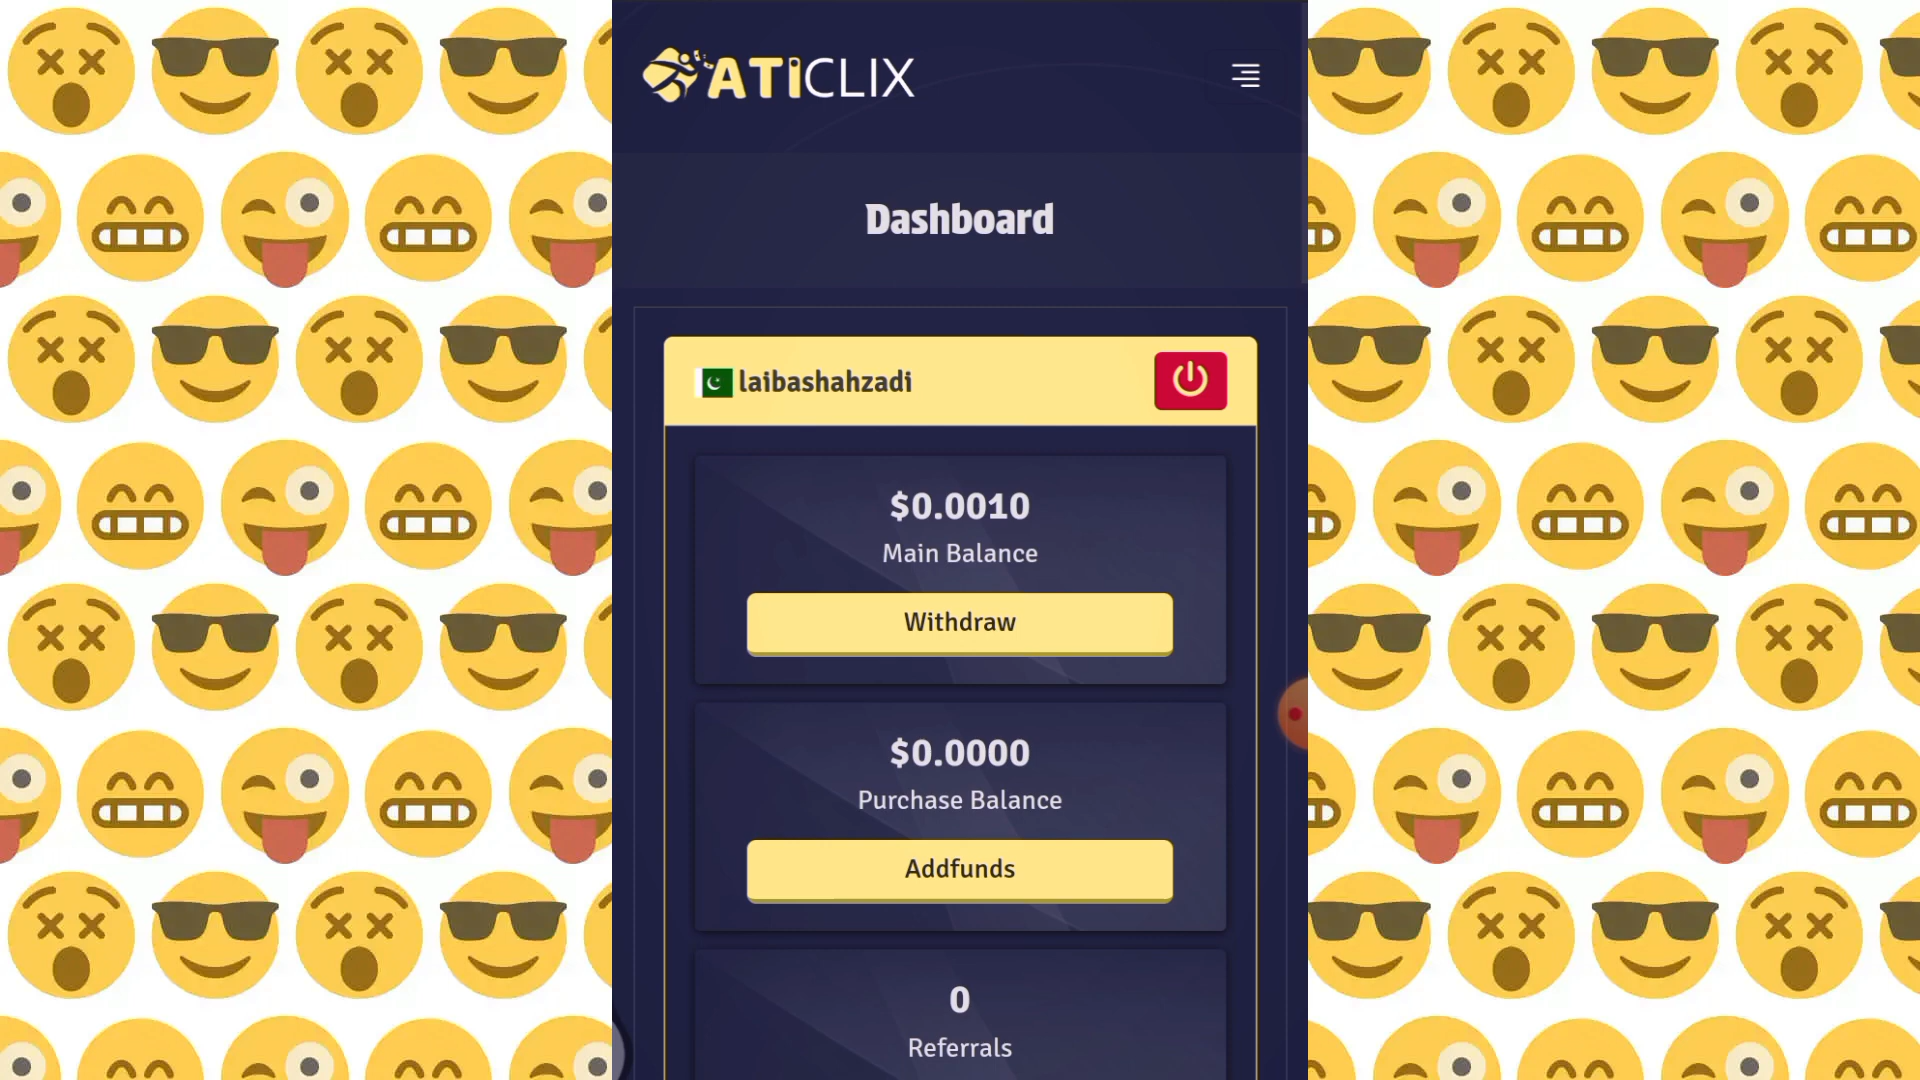 ATiCLIX
Dashboard
laibashahzadi
$0.0010
Main Balance
Withdraw
$0.0000
Purchase Balance
Addfunds
0
Referrals